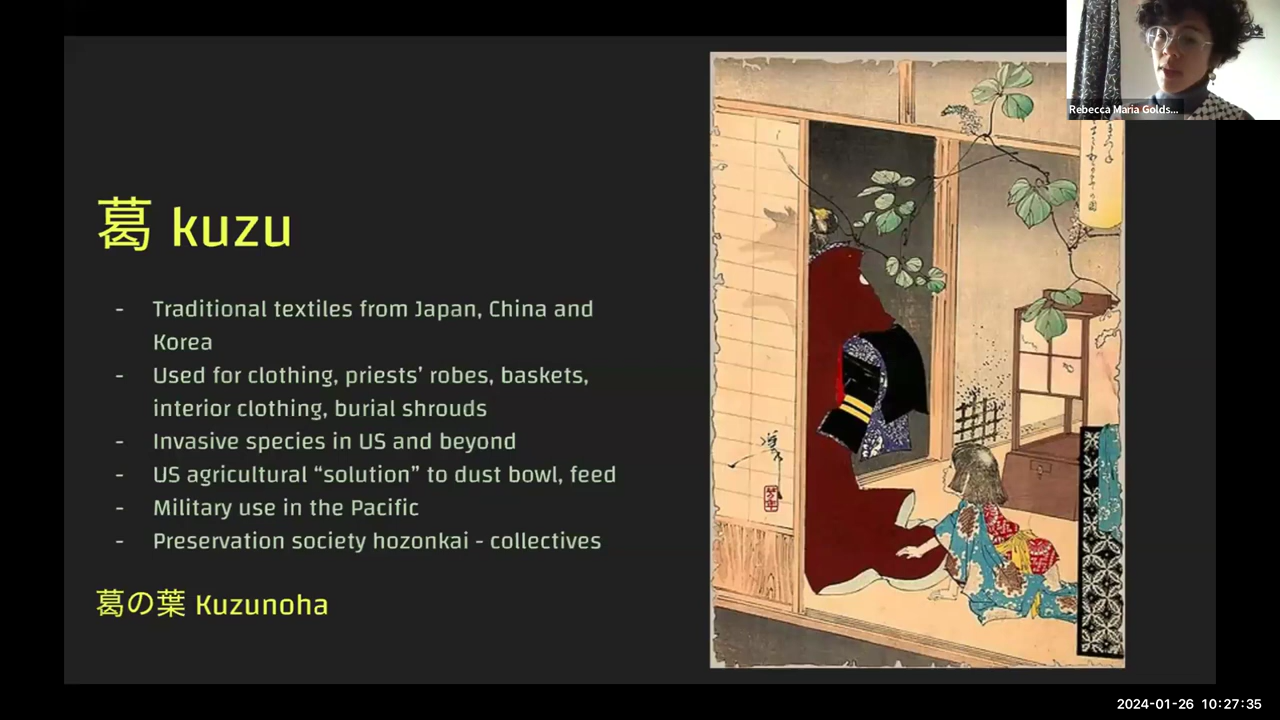 Rebecca Maria Golds...
葛 kuzu
- Traditional textiles from Japan, China and
Korea
- Used for clothing, priests' robes, baskets,
interior clothing, burial shrouds
- Invasive species in US and beyond
- US agricultural “solution” to dust bowl, feed
- Military use in the Pacific
- Preservation society hozonkai - collectives
葛の葉 Kuzunoha
2024-01-26 10:27:35